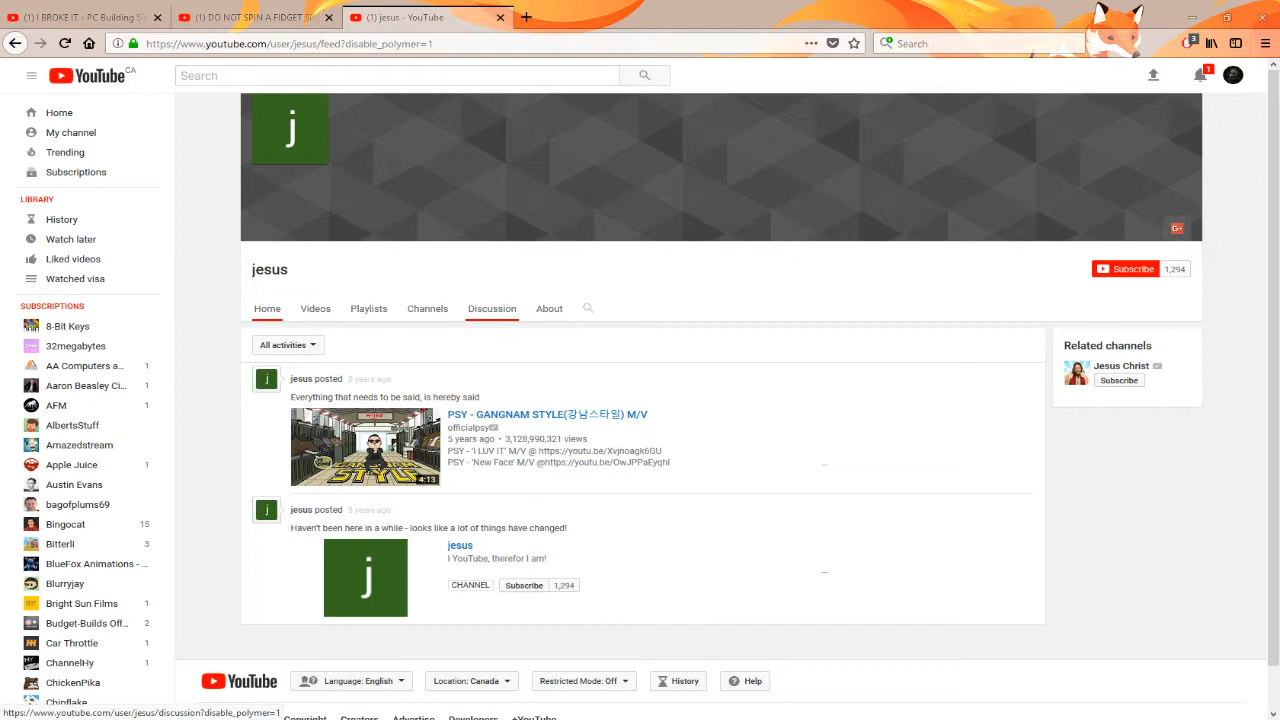 (1) I BROKE IT - PC Building Si
(1) DO NOT SPIN A FIDGET SP
(1) jesus - YouTube
https://www.youtube.com/user/jesus/feed?disable_polymer=1
Search
3
YouTube CA
Search
1
Home
My channel
Trending
Subscriptions
LIBRARY
History
Watch later
Liked videos
Watched visa
SUBSCRIPTIONS
8-Bit Keys
32megabytes
AA Computers a... 1
Aaron Beasley Ci... 1
AFM 1
AlbertsStuff
Amazedstream
Apple Juice 1
Austin Evans
bagofplums69
Bingocat 15
Bitterli 3
BlueFox Animations - ...
Blurryjay
Bright Sun Films 1
Budget-Builds Off... 2
Car Throttle 1
ChannelHy 1
ChickenPika
Chipflake
j
G+
jesus
Subscribe 1,294
Home Videos Playlists Channels Discussion About
All activities
j
jesus posted 5 years ago
Everything that needs to be said, is hereby said
STYLE
4:13
PSY - GANGNAM STYLE(강남스타일) M/V
officialpsy
5 years ago • 3,128,990,321 views
PSY - 'I LUV IT' M/V @ https://youtu.be/Xvjnoagk6GU
PSY - 'New Face' M/V @https://youtu.be/OwJPPaEyqhI
j
jesus posted 5 years ago
Haven't been here in a while - looks like a lot of things have changed!
j
jesus
I YouTube, therefor I am!
CHANNEL Subscribe 1,294
Related channels
Jesus Christ
Subscribe
YouTube
Language: English
Location: Canada
Restricted Mode: Off
History
Help
Copyright Creators Advertise Developers +YouTube
https://www.youtube.com/user/jesus/discussion?disable_polymer=1